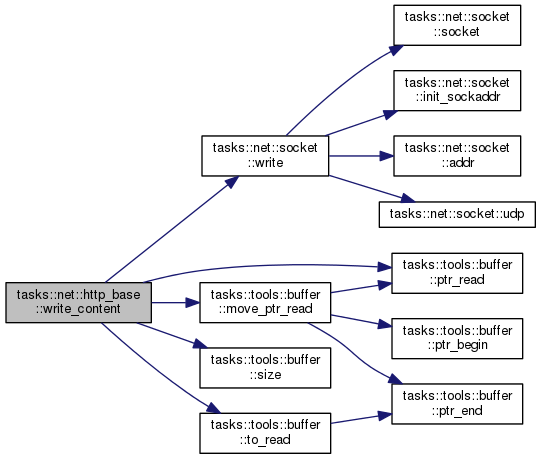 tasks::net::socket
::socket
tasks::net::socket
::init_sockaddr
tasks::net::socket
::write
tasks::net::socket
::addr
tasks::net::socket::udp
tasks::tools::buffer
::ptr_read
tasks::net::http_base
::write_content
tasks::tools::buffer
::move_ptr_read
tasks::tools::buffer
::ptr_begin
tasks::tools::buffer
::size
tasks::tools::buffer
::ptr_end
tasks::tools::buffer
::to_read